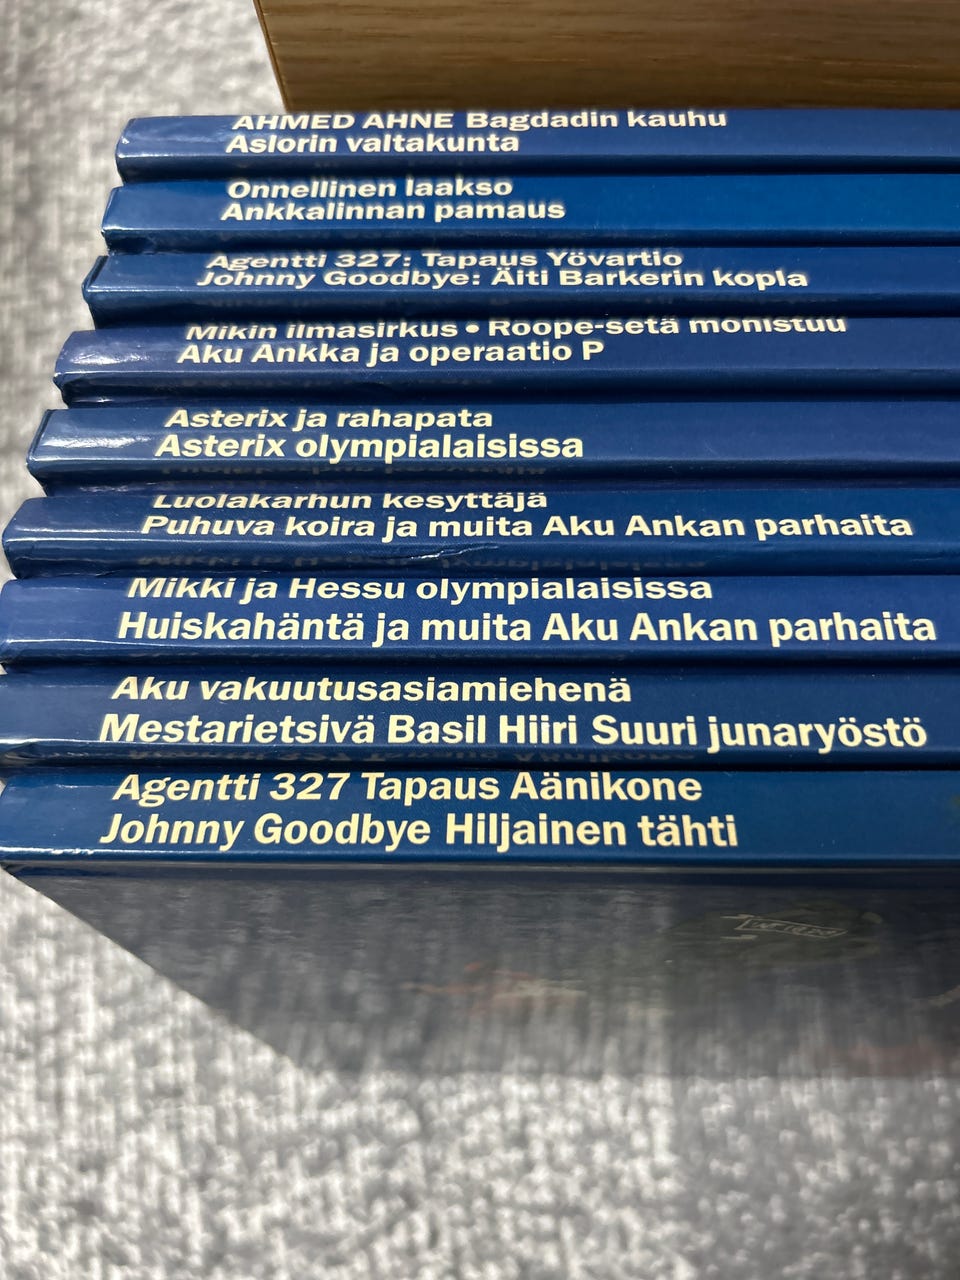 AHMED AHNE Bagdadin kauhu
Aslorin valtakunta
Onnellinen laakso
Ankkalinnan pamaus
Agentti 327: Tapaus Yövartio
Johnny Goodbye: Äiti Barkerin kopla
Mikin ilmasirkus • Roope-setä monistuu
Aku Ankka ja operaatio P
Asterix ja rahapata
Asterix olympialaisissa
Luolakarhun kesyttäjä
Puhuva koira ja muita Aku Ankan parhaita
Mikki ja Hessu olympialaisissa
Huiskahäntä ja muita Aku Ankan parhaita
Aku vakuutusasiamiehenä
Mestarietsivä Basil Hiiri Suuri junaryöstö
Agentti 327 Tapaus Äänikone
Johnny Goodbye Hiljainen tähti